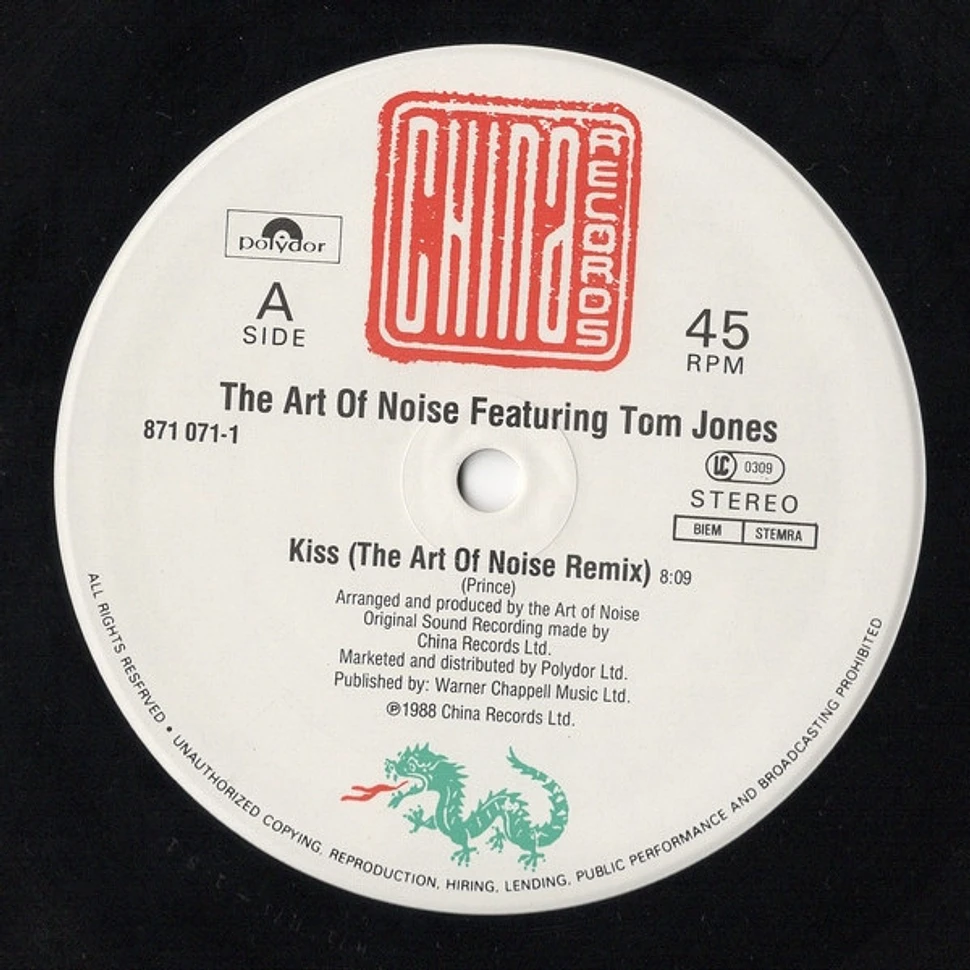 CHINA
RECORDS
polydor
A
SIDE
45
RPM
The Art Of Noise Featuring Tom Jones
871 071-1
LC 0309
STEREO
BIEM STEMRA
Kiss (The Art Of Noise Remix) 8:09
(Prince)
Arranged and produced by the Art of Noise
Original Sound Recording made by
China Records Ltd.
Marketed and distributed by Polydor Ltd.
Published by: Warner Chappell Music Ltd.
℗1988 China Records Ltd.
ALL RIGHTS RESFRVED • UNAUTHORIZED COPYING, REPRODUCTION, HIRING, LENDING, PUBLIC PERFORMANCE AND BROADCASTING PROHIBITED